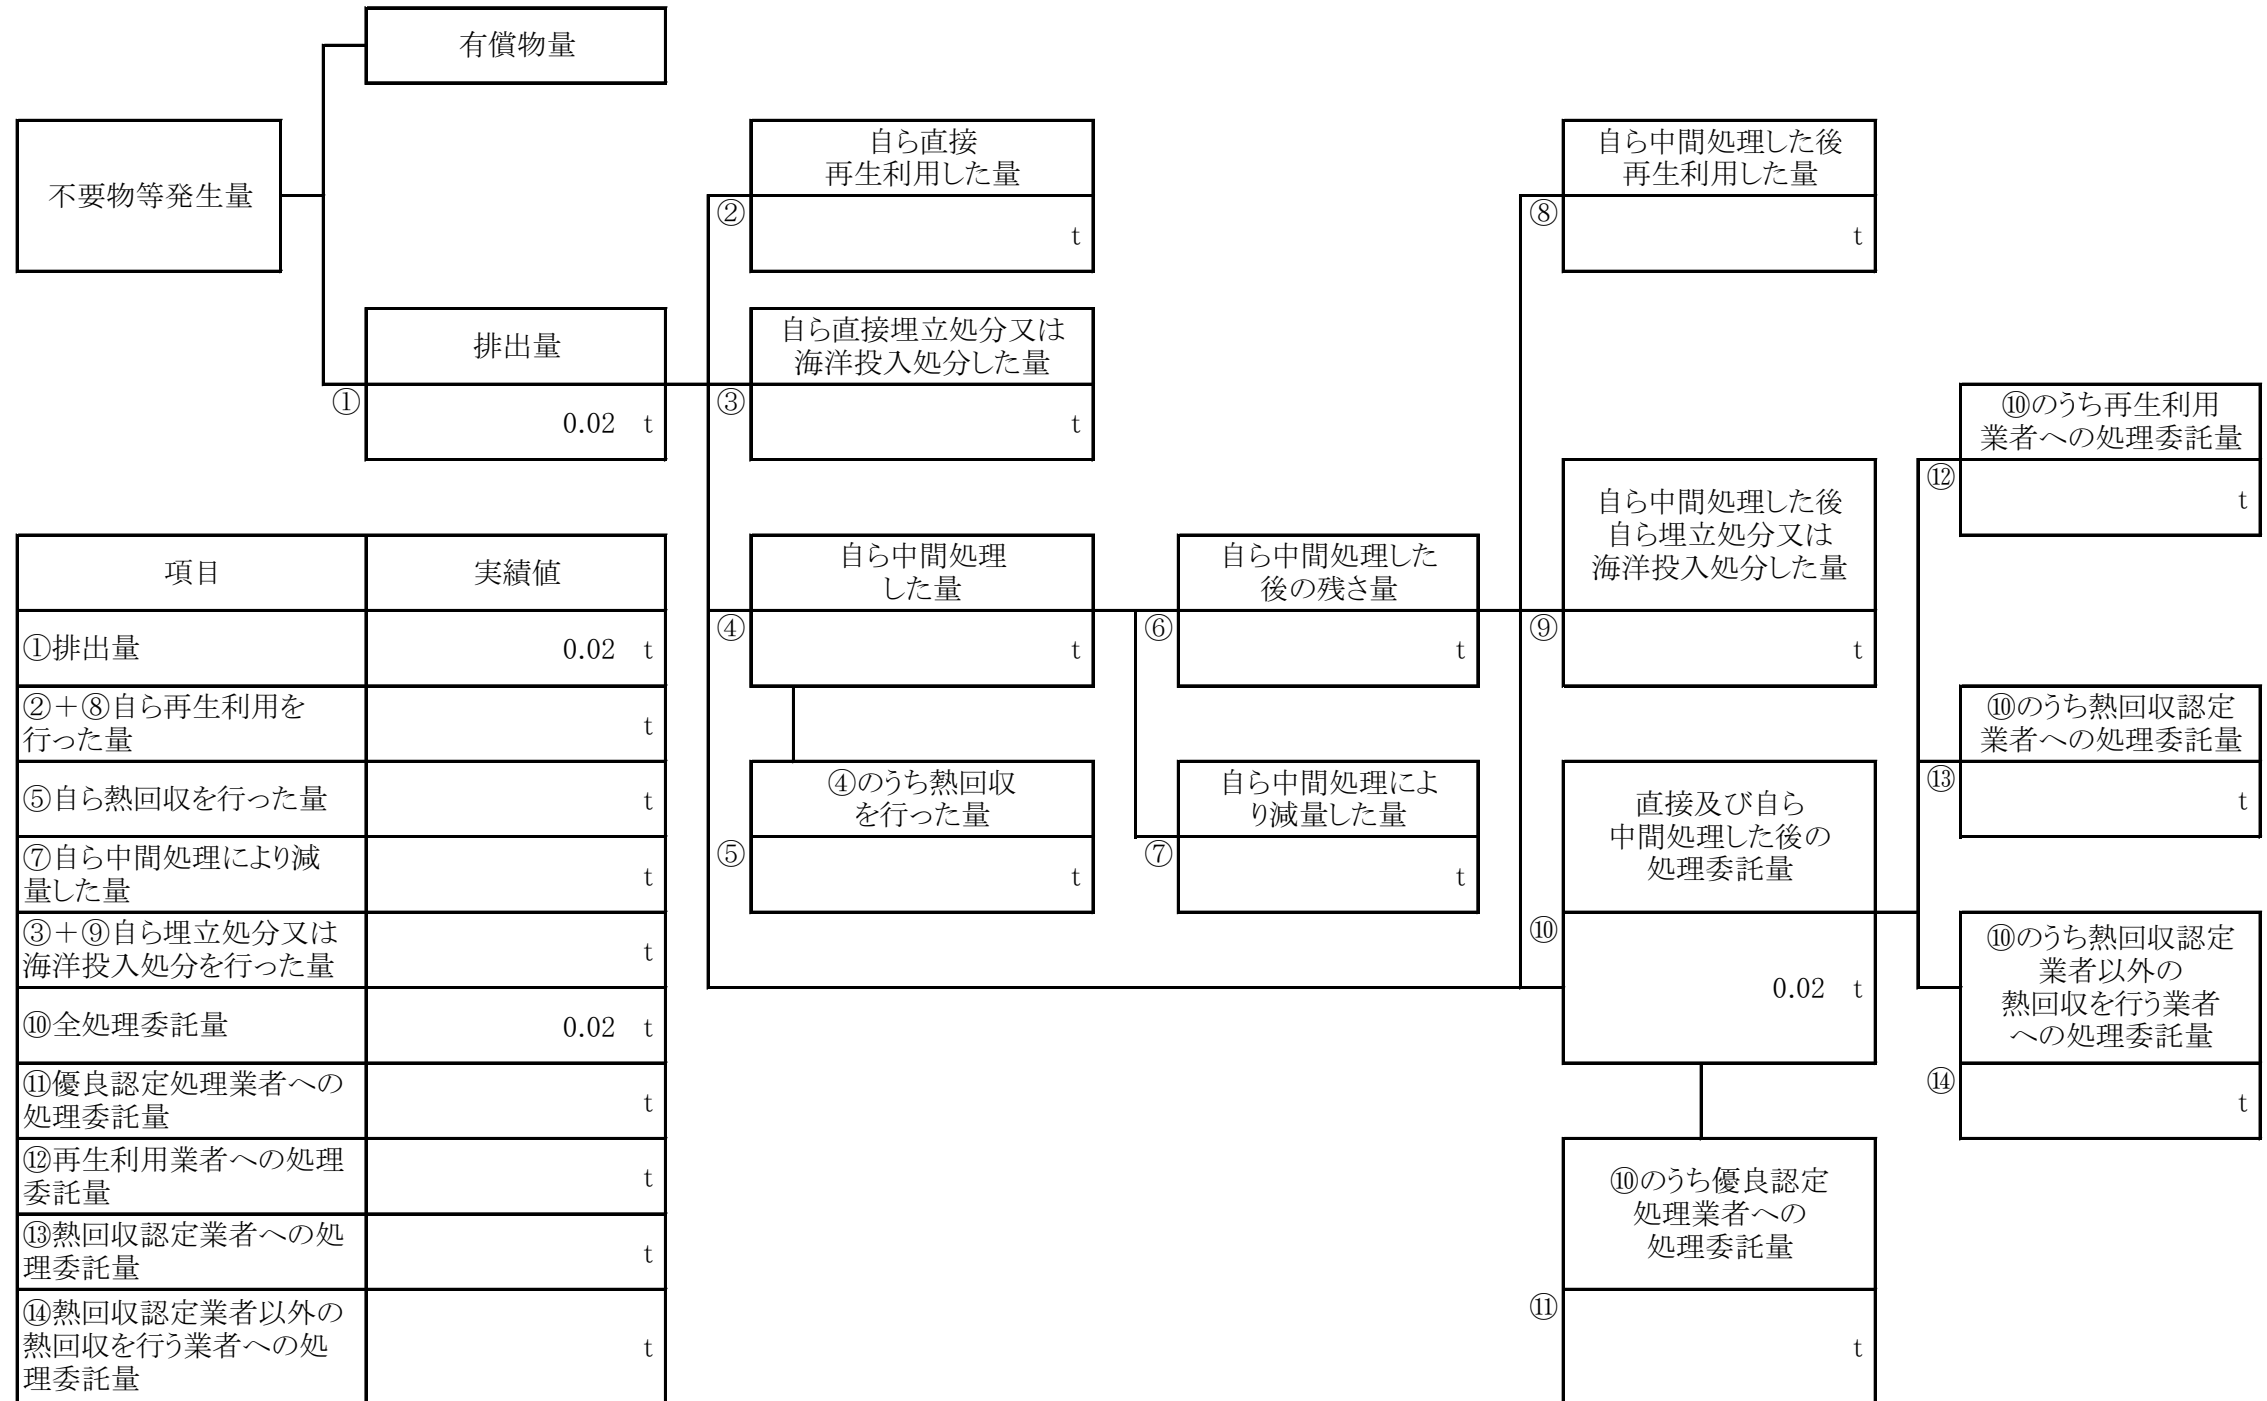 有償物量
不要物等発生量
排出量
①
0.02 t
自ら直接
再生利用した量
②
t
自ら直接埋立処分又は
海洋投入処分した量
③
t
自ら中間処理
した量
④
t
④のうち熱回収
を行った量
⑤
t
自ら中間処理した
後の残さ量
⑥
t
自ら中間処理によ
り減量した量
⑦
t
自ら中間処理した後
再生利用した量
⑧
t
自ら中間処理した後
自ら埋立処分又は
海洋投入処分した量
⑨
t
直接及び自ら
中間処理した後の
処理委託量
⑩
0.02 t
⑩のうち優良認定
処理業者への
処理委託量
⑪
t
⑩のうち再生利用
業者への処理委託量
⑫
t
⑩のうち熱回収認定
業者への処理委託量
⑬
t
⑩のうち熱回収認定
業者以外の
熱回収を行う業者
への処理委託量
⑭
t
項目 実績値
①排出量 0.02 t
②+⑧自ら再生利用を
行った量
t
⑤自ら熱回収を行った量 t
⑦自ら中間処理により減
量した量
t
③+⑨自ら埋立処分又は
海洋投入処分を行った量
t
⑩全処理委託量 0.02 t
⑪優良認定処理業者への
処理委託量
t
⑫再生利用業者への処理
委託量
t
⑬熱回収認定業者への処
理委託量
t
⑭熱回収認定業者以外の
熱回収を行う業者への処
理委託量
t